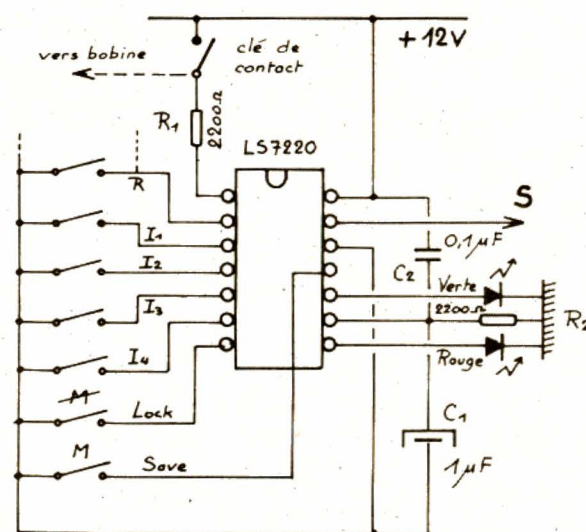 +12V
vers bobine
clé de
contact
R1
2200Ω
LS7220
R
S
I1
0,1µF
I2
C2
Verte
2200Ω
I3
R2
I4
Rouge
M
Lock
C1
M
Save
1µF